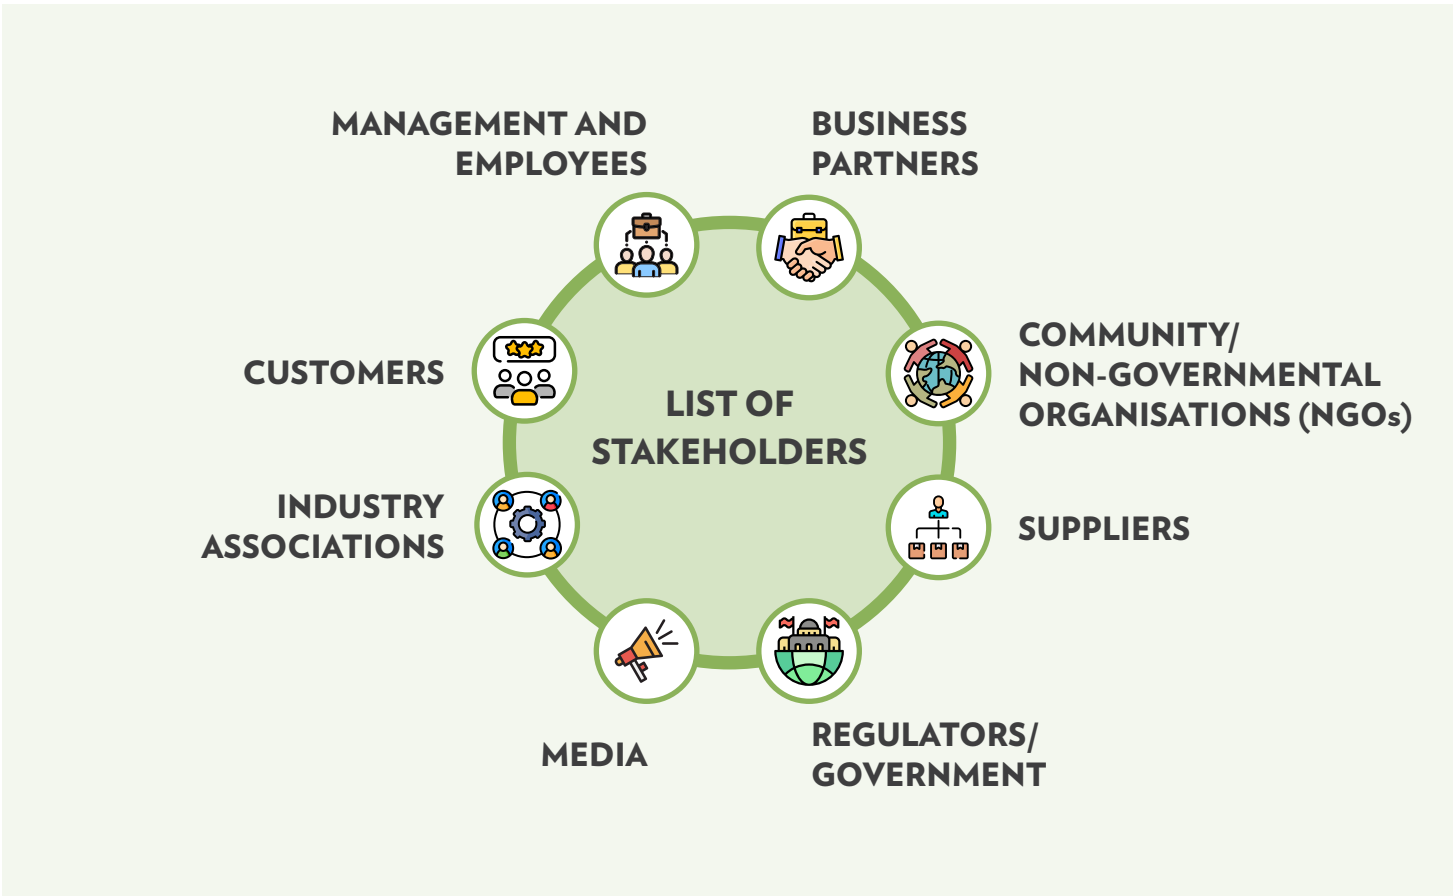 MANAGEMENT AND
EMPLOYEES
BUSINESS
PARTNERS
COMMUNITY/
NON-GOVERNMENTAL
ORGANISATIONS (NGOs)
CUSTOMERS
LIST OF
STAKEHOLDERS
INDUSTRY
ASSOCIATIONS
SUPPLIERS
MEDIA
REGULATORS/
GOVERNMENT